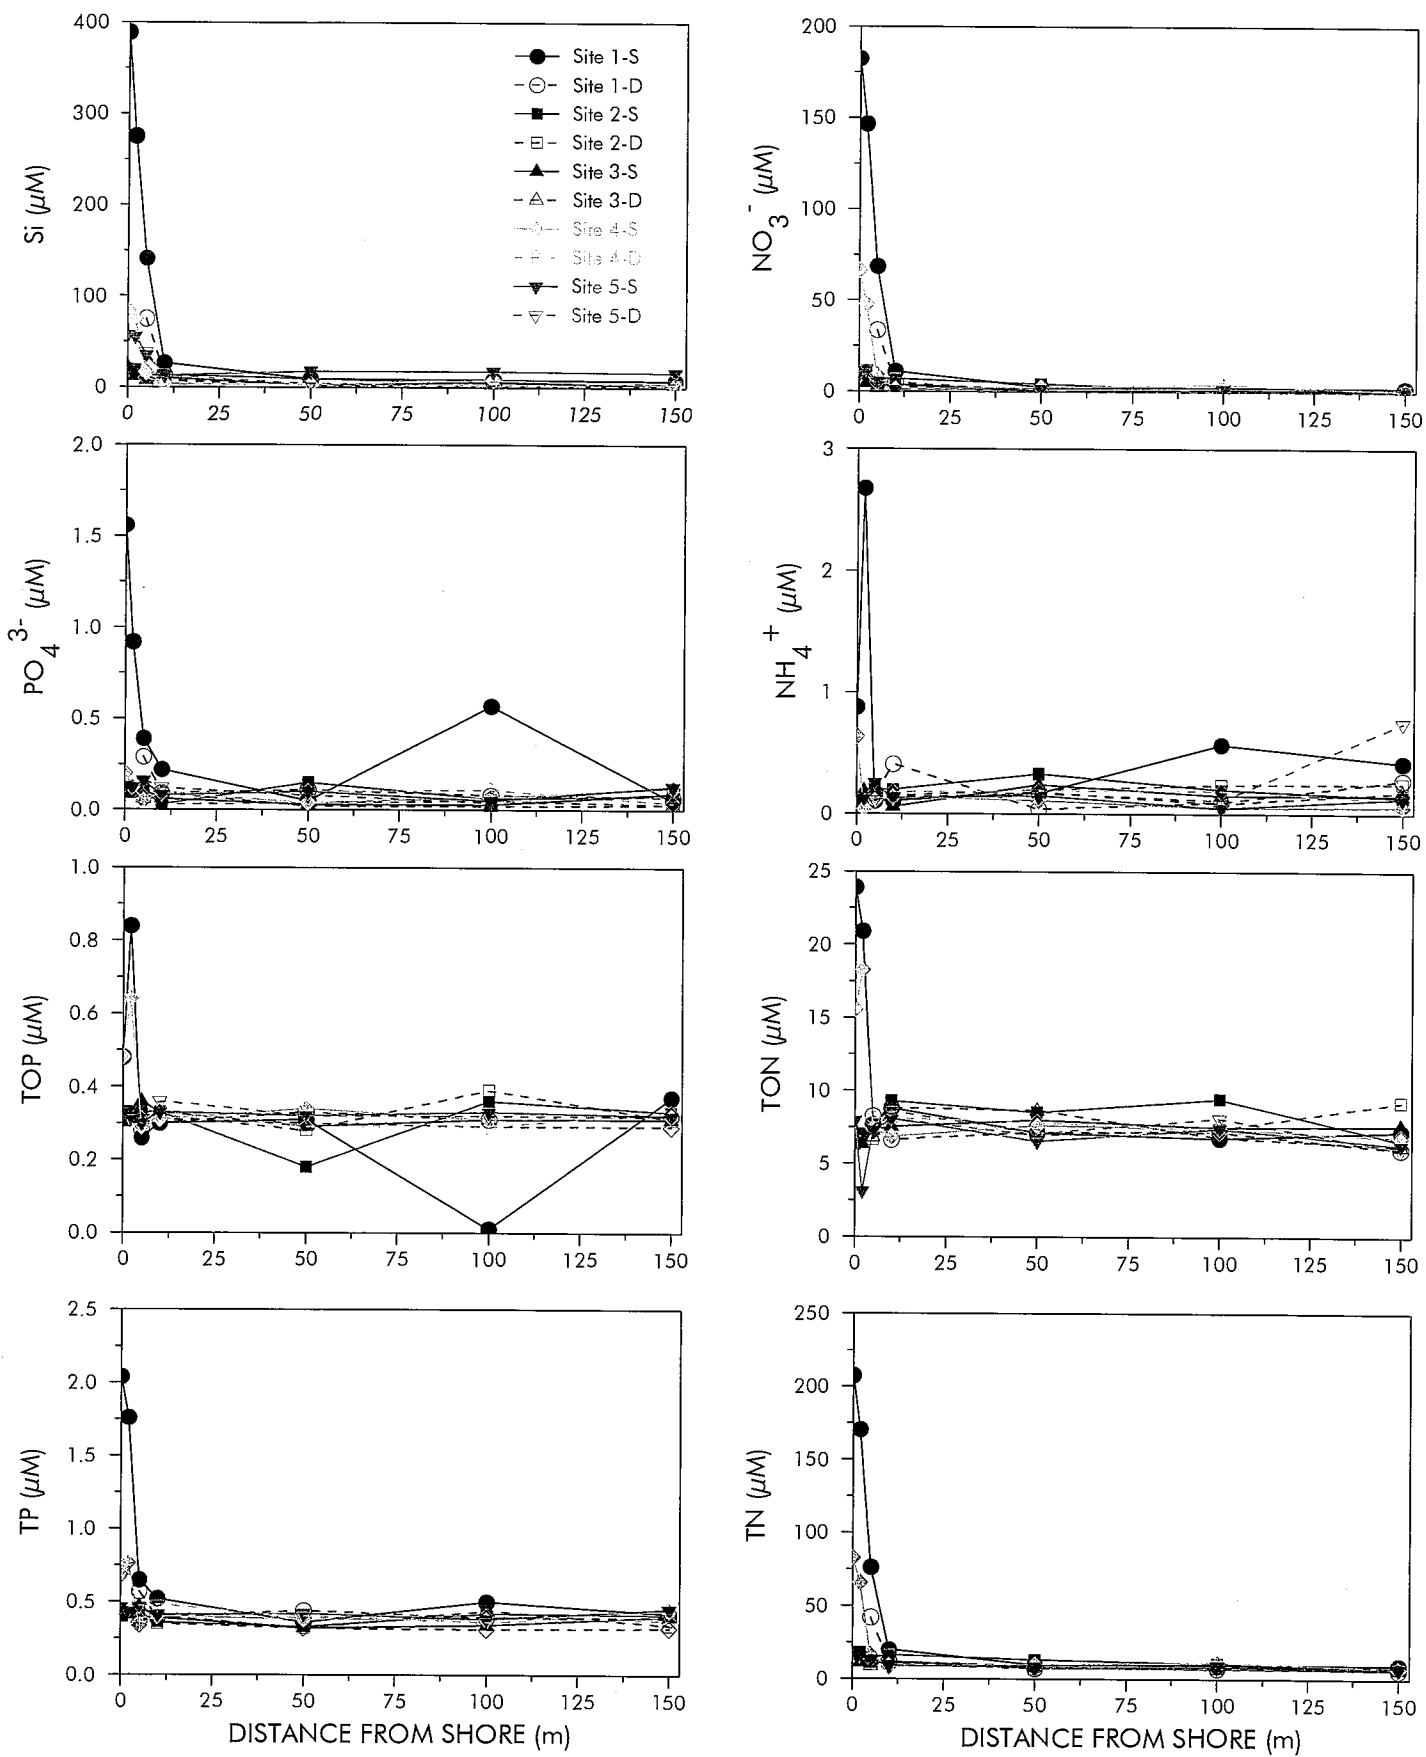 400
300
200
100
0
Si (µM)
0 25 50 75 100 125 150
Site 1-S
Site 1-D
Site 2-S
Site 2-D
Site 3-S
Site 3-D
Site 4-S
Site 4-D
Site 5-S
Site 5-D
200
150
100
50
0
NO3- (µM)
0 25 50 75 100 125 150
2.0
1.5
1.0
0.5
0.0
PO4 3- (µM)
0 25 50 75 100 125 150
3
2
1
0
NH4+ (µM)
0 25 50 75 100 125 150
1.0
0.8
0.6
0.4
0.2
0.0
TOP (µM)
0 25 50 75 100 125 150
25
20
15
10
5
0
TON (µM)
0 25 50 75 100 125 150
2.5
2.0
1.5
1.0
0.5
0.0
TP (µM)
0 25 50 75 100 125 150
DISTANCE FROM SHORE (m)
250
200
150
100
50
0
TN (µM)
0 25 50 75 100 125 150
DISTANCE FROM SHORE (m)